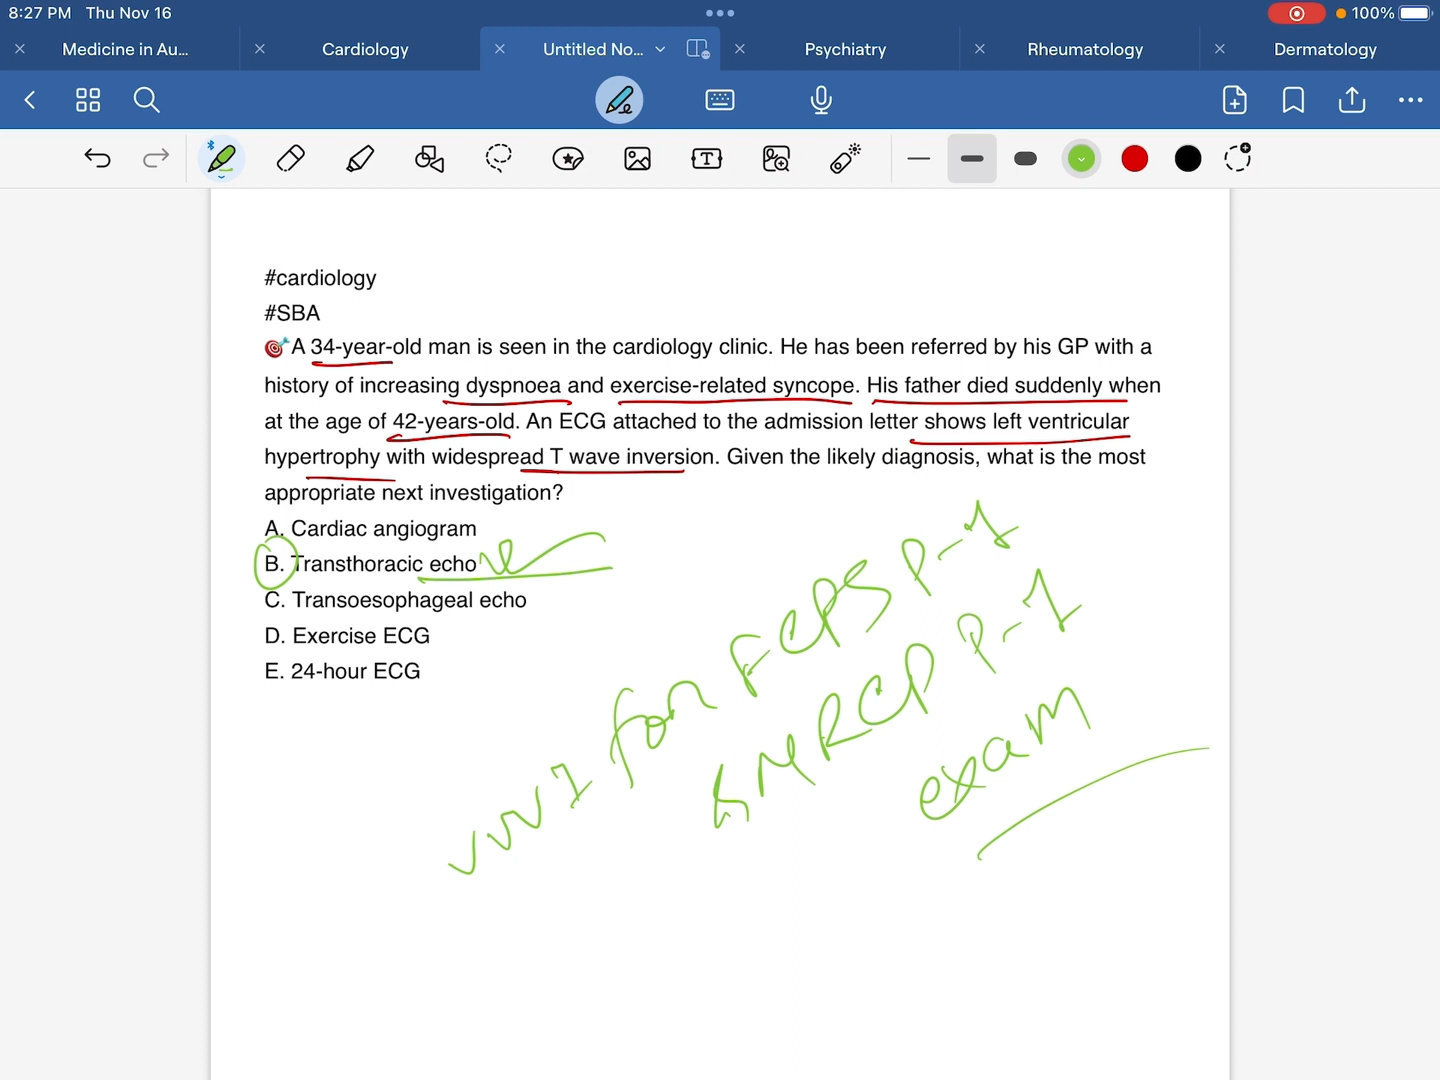 8:27 PM Thu Nov 16
100%
Medicine in Au...
Cardiology
Untitled No...
Psychiatry
Rheumatology
Dermatology
#cardiology
#SBA
🎯A 34-year-old man is seen in the cardiology clinic. He has been referred by his GP with a
history of increasing dyspnoea and exercise-related syncope. His father died suddenly when
at the age of 42-years-old. An ECG attached to the admission letter shows left ventricular
hypertrophy with widespread T wave inversion. Given the likely diagnosis, what is the most
appropriate next investigation?
A. Cardiac angiogram
B. Transthoracic echo
C. Transoesophageal echo
D. Exercise ECG
E. 24-hour ECG
vvvI for FCPS P-1
& MRCP P-1
exam